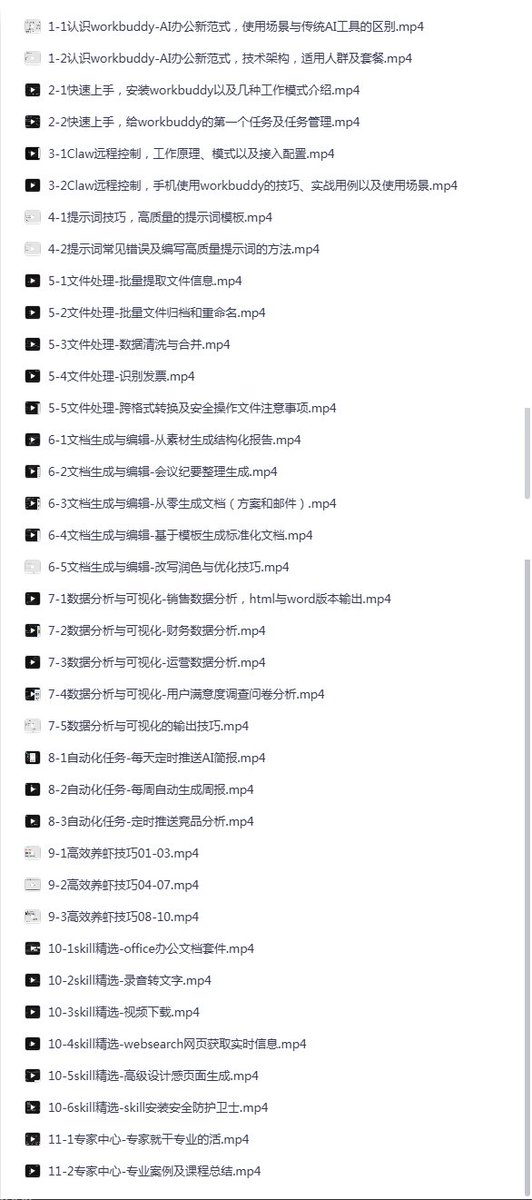 1-1认识workbuddy-AI办公新范式，使用场景与传统AI工具的区别.mp4
1-2认识workbuddy-AI办公新范式，技术架构，适用人群及套餐.mp4
2-1快速上手，安装workbuddy以及几种工作模式介绍.mp4
2-2快速上手，给workbuddy的第一个任务及任务管理.mp4
3-1Claw远程控制，工作原理、模式以及接入配置.mp4
3-2Claw远程控制，手机使用workbuddy的技巧、实战用例以及使用场景.mp4
4-1提示词技巧，高质量的提示词模板.mp4
4-2提示词常见错误及编写高质量提示词的方法.mp4
5-1文件处理-批量提取文件信息.mp4
5-2文件处理-批量文件归档和重命名.mp4
5-3文件处理-数据清洗与合并.mp4
5-4文件处理-识别发票.mp4
5-5文件处理-跨格式转换及安全操作文件注意事项.mp4
6-1文档生成与编辑-从素材生成结构化报告.mp4
6-2文档生成与编辑-会议纪要整理生成.mp4
6-3文档生成与编辑-从零生成文档（方案和邮件）.mp4
6-4文档生成与编辑-基于模板生成标准化文档.mp4
6-5文档生成与编辑-改写润色与优化技巧.mp4
7-1数据分析与可视化-销售数据分析，html与word版本输出.mp4
7-2数据分析与可视化-财务数据分析.mp4
7-3数据分析与可视化-运营数据分析.mp4
7-4数据分析与可视化-用户满意度调查问卷分析.mp4
7-5数据分析与可视化的输出技巧.mp4
8-1自动化任务-每天定时推送AI简报.mp4
8-2自动化任务-每周自动生成周报.mp4
8-3自动化任务-定时推送竞品分析.mp4
9-1高效养虾技巧01-03.mp4
9-2高效养虾技巧04-07.mp4
9-3高效养虾技巧08-10.mp4
10-1skill精选-office办公文档套件.mp4
10-2skill精选-录音转文字.mp4
10-3skill精选-视频下载.mp4
10-4skill精选-websearch网页获取实时信息.mp4
10-5skill精选-高级设计感页面生成.mp4
10-6skill精选-skill安装安全防护卫士.mp4
11-1专家中心-专家就干专业的活.mp4
11-2专家中心-专业案例及课程总结.mp4